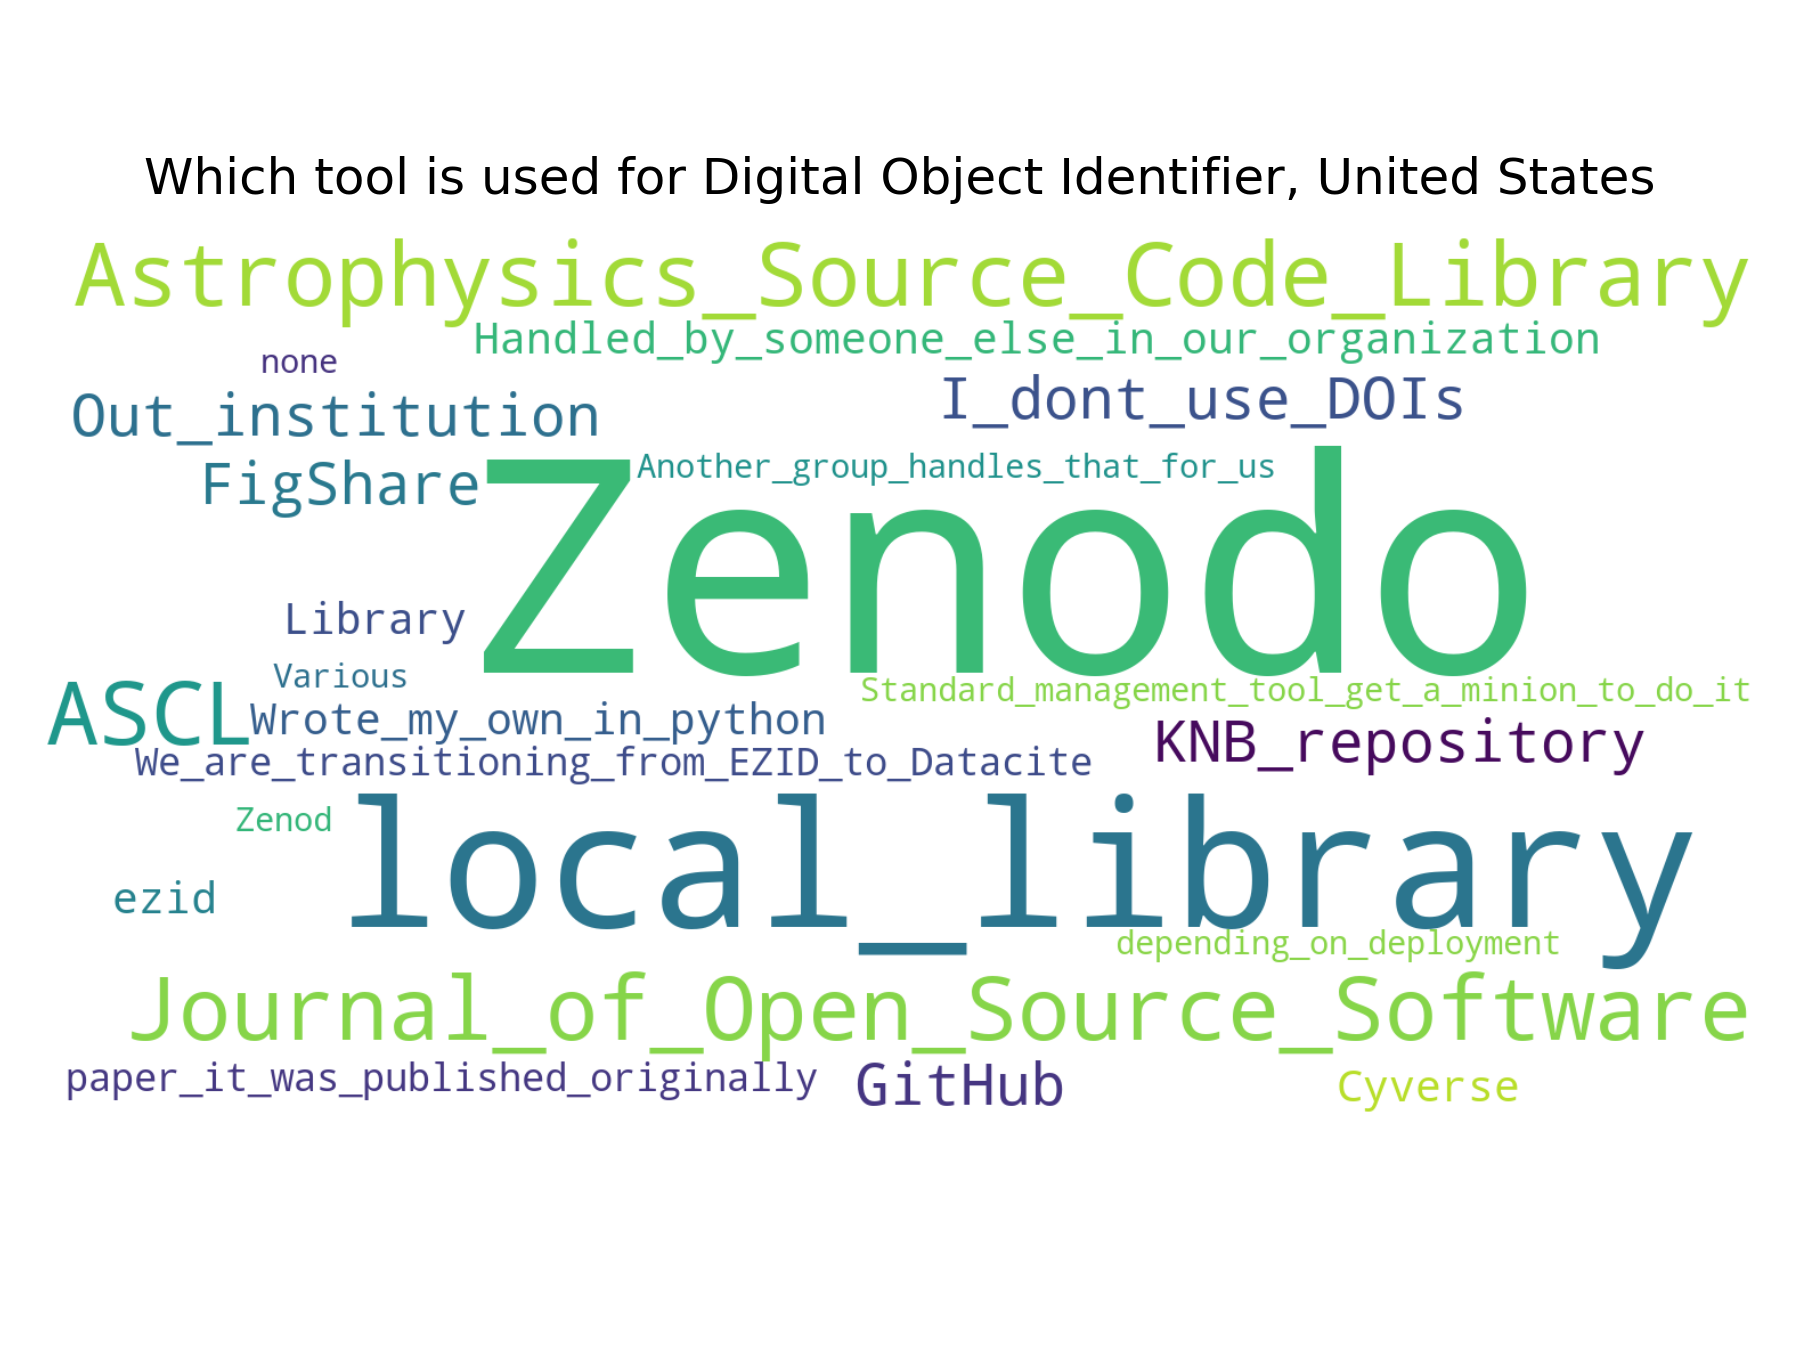 Which tool is used for Digital Object Identifier, United States
Astrophysics_Source_Code_Library
Handled_by_someone_else_in_our_organization
none
I_dont_use_DOIs
Out_institution
Another_group_handles_that_for_us
FigShare
Zenodo
Library
Various
Standard_management_tool_get_a_minion_to_do_it
ASCL
Wrote_my_own_in_python
KNB_repository
We_are_transitioning_from_EZID_to_Datacite
Zenod
local_library
ezid
depending_on_deployment
Journal_of_Open_Source_Software
paper_it_was_published_originally
GitHub
Cyverse